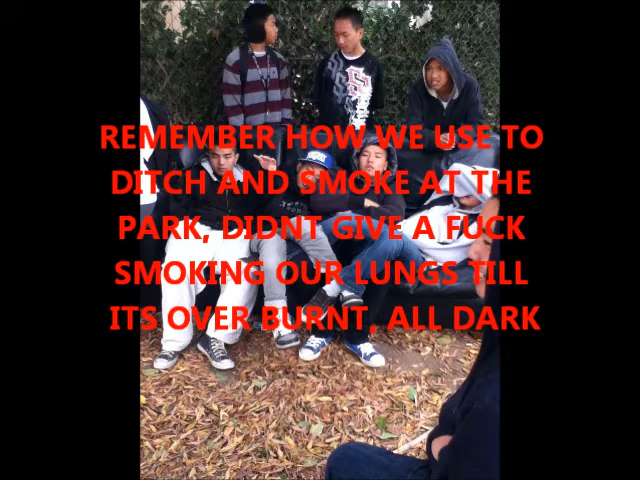 REMEMBER HOW WE USE TO
DITCH AND SMOKE AT THE
PARK, DIDNT GIVE A FUCK
SMOKING OUR LUNGS TILL
ITS OVER BURNT, ALL DARK